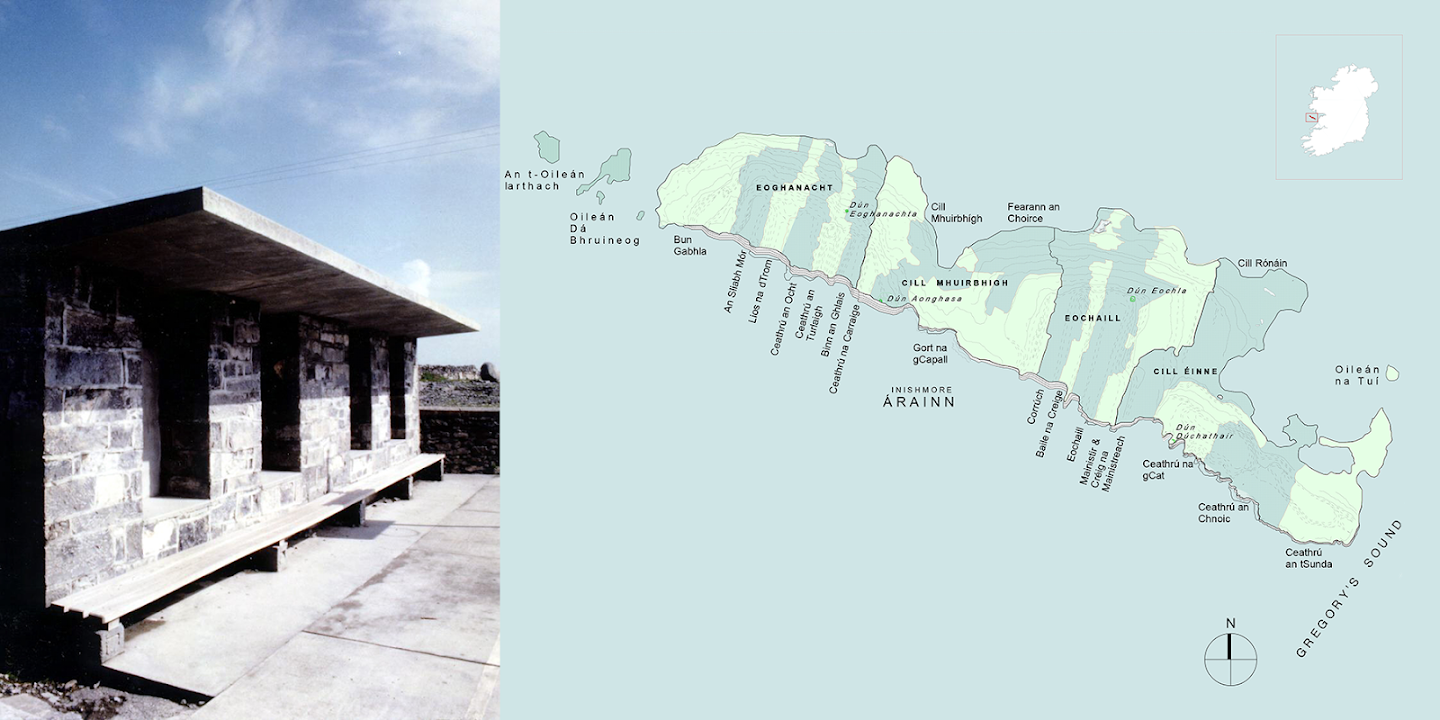 An t-Oileán
Iarthach
Oileán
Dá
Bhruineog
Bun
Gabhla
EOGHANACHT
Dún
Eoghanachta
Cill
Mhuirbhigh
Fearann an
Choirce
An Sliabh Mór
Lios na dTrom
Ceathrú an Ocht
Ceathrú an
Turlaigh
Binn an Ghlais
Ceathrú na Carraige
CILL MHUIRBHIGH
Dún Aonghasa
Gort na
gCapall
INISHMORE
ÁRAINN
EOCHAILL
Dún Eochla
Cill Rónáin
CILL ÉINNE
Oileán
na Tuí
Corrúch
Baile na Creige
Eochaill
Mainistir &
Créig na
Mainistreach
Dún
Dúchathair
Ceathrú na
gCat
Ceathrú an
Chnoic
Ceathrú
an tSunda
GREGORY'S SOUND
N